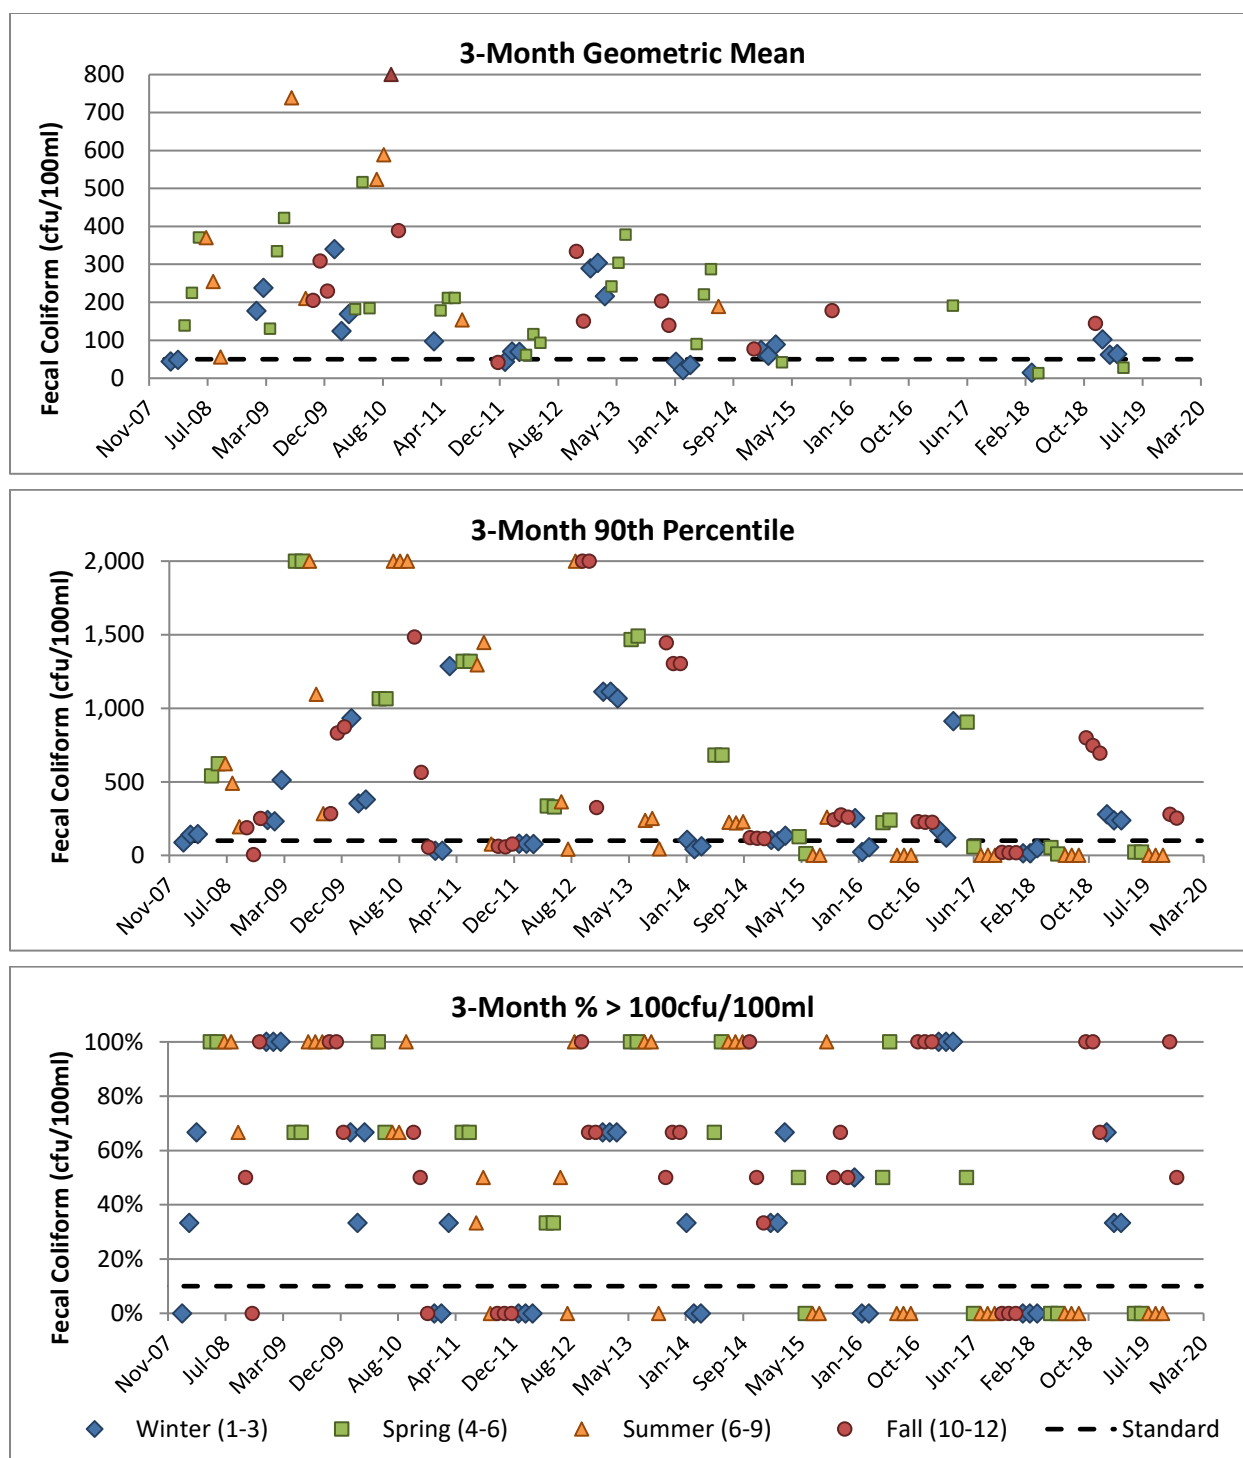 3-Month Geometric Mean
Fecal Coliform (cfu/100ml)
800
700
600
500
400
300
200
100
0
Nov-07 Jul-08 Mar-09 Dec-09 Aug-10 Apr-11 Dec-11 Aug-12 May-13 Jan-14 Sep-14 May-15 Jan-16 Oct-16 Jun-17 Feb-18 Oct-18 Jul-19 Mar-20
3-Month 90th Percentile
Fecal Coliform (cfu/100ml)
2,000
1,500
1,000
500
0
Nov-07 Jul-08 Mar-09 Dec-09 Aug-10 Apr-11 Dec-11 Aug-12 May-13 Jan-14 Sep-14 May-15 Jan-16 Oct-16 Jun-17 Feb-18 Oct-18 Jul-19 Mar-20
3-Month % > 100cfu/100ml
Fecal Coliform (cfu/100ml)
100%
80%
60%
40%
20%
0%
Nov-07 Jul-08 Mar-09 Dec-09 Aug-10 Apr-11 Dec-11 Aug-12 May-13 Jan-14 Sep-14 May-15 Jan-16 Oct-16 Jun-17 Feb-18 Oct-18 Jul-19 Mar-20
Winter (1-3) Spring (4-6) Summer (6-9) Fall (10-12) Standard